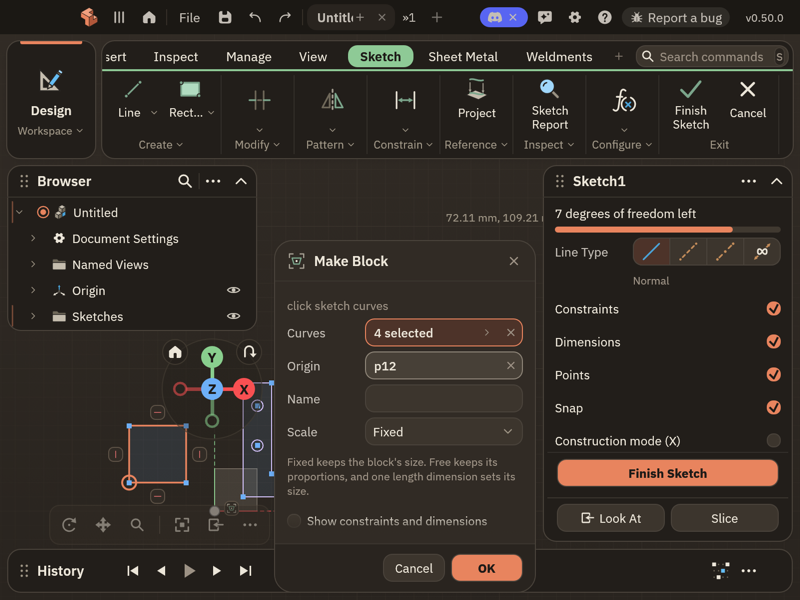 File
Untitl
»1
Report a bug
v0.50.0
sert
Inspect
Manage
View
Sketch
Sheet Metal
Weldments
Search commands
S
Design
Workspace
Line
Rect...
Create
Modify
Pattern
Constrain
Project
Reference
Sketch
Report
Inspect
f(x)
Configure
Finish
Sketch
Cancel
Exit
Browser
Untitled
Document Settings
Named Views
Origin
Sketches
72.11 mm, 109.21
Y
Z
X
Make Block
click sketch curves
Curves
4 selected
Origin
p12
Name
Scale
Fixed
Fixed keeps the block's size. Free keeps its
proportions, and one length dimension sets its
size.
Show constraints and dimensions
Cancel
OK
Sketch1
7 degrees of freedom left
Line Type
Normal
Constraints
Dimensions
Points
Snap
Construction mode (X)
Finish Sketch
Look At
Slice
History